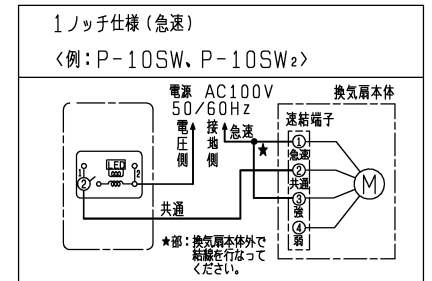 1ノッチ仕様(急速)
〈例:P-10SW、P-10SW₂〉
電源 AC100V
50/60Hz
換気扇本体
電圧側
接地側
急速
★
速結端子
①
急速
②
共通
③
強
④
弱
M
LED
1
2
②
共通
★部:換気扇本体外で
結線を行なって
ください。